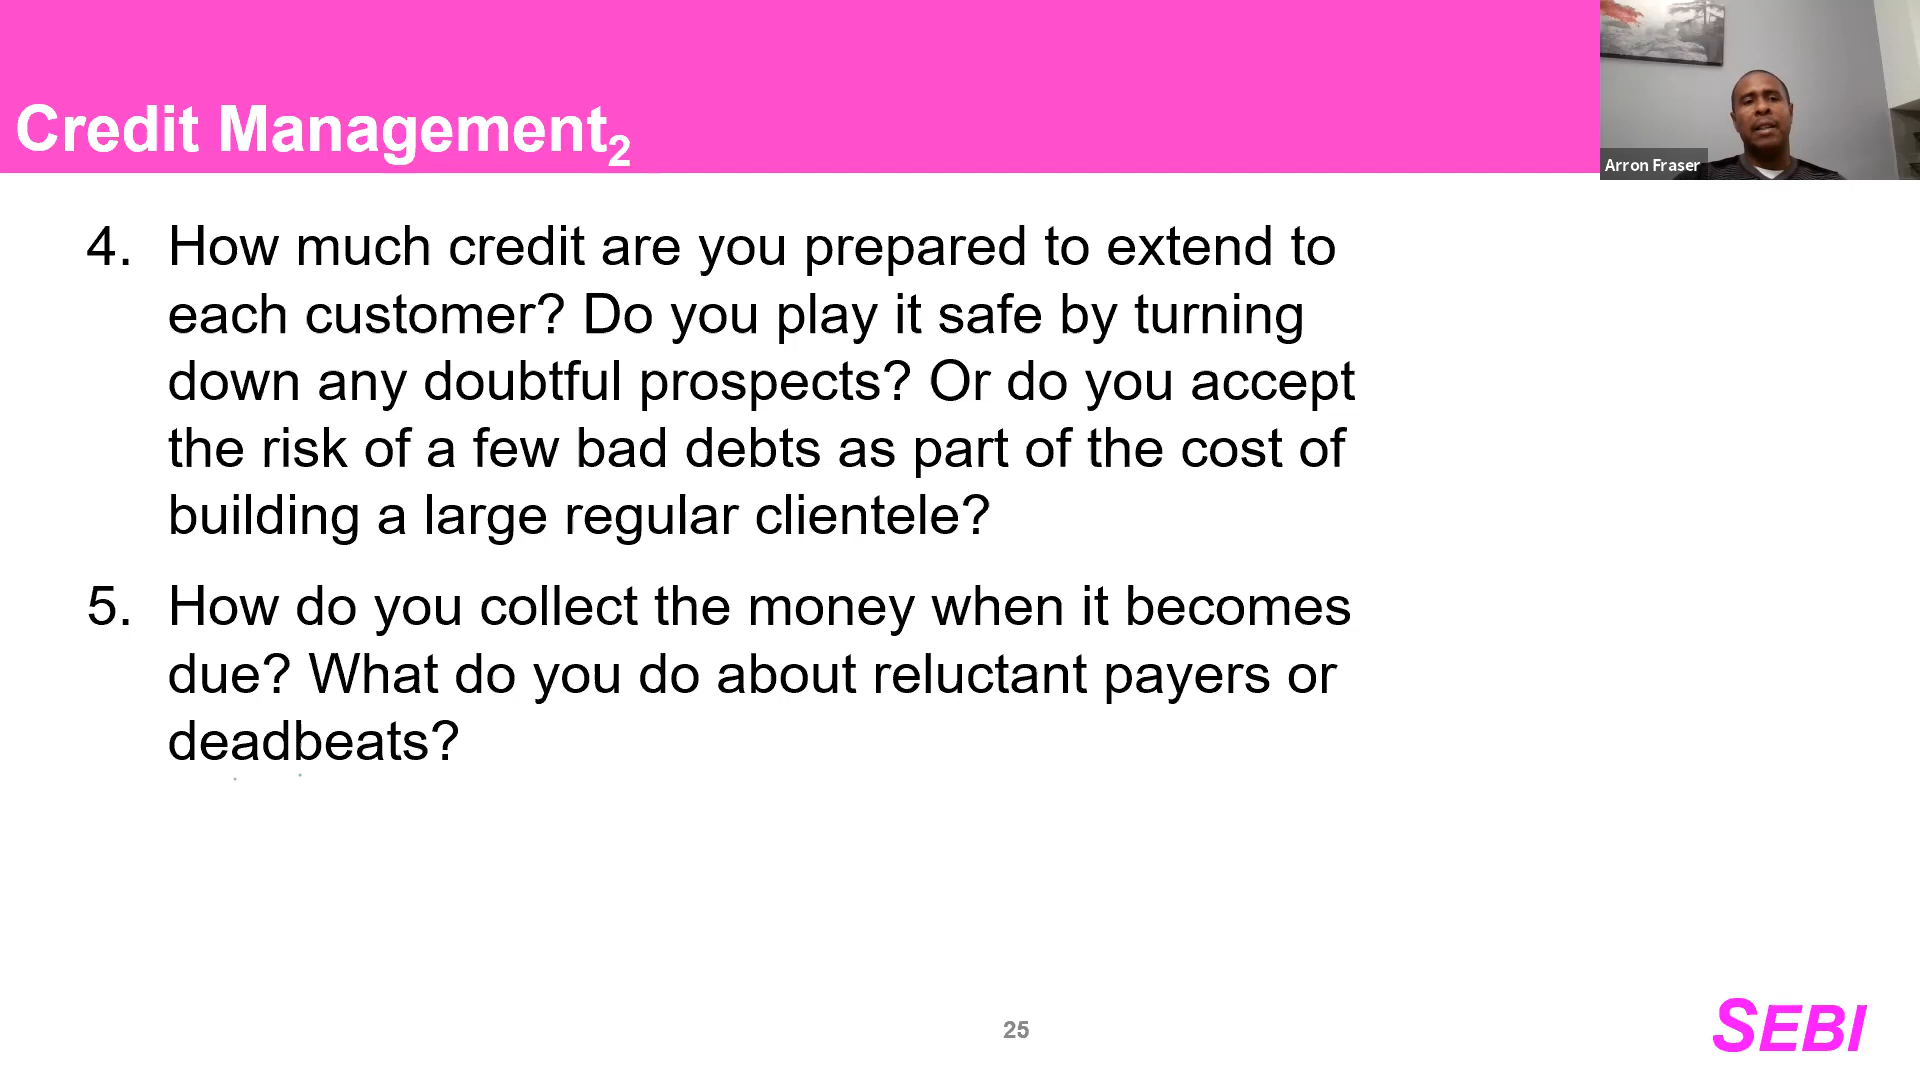 Credit Management2
Arron Fraser
4. How much credit are you prepared to extend to
each customer? Do you play it safe by turning
down any doubtful prospects? Or do you accept
the risk of a few bad debts as part of the cost of
building a large regular clientele?
5. How do you collect the money when it becomes
due? What do you do about reluctant payers or
deadbeats?
25
SEBI